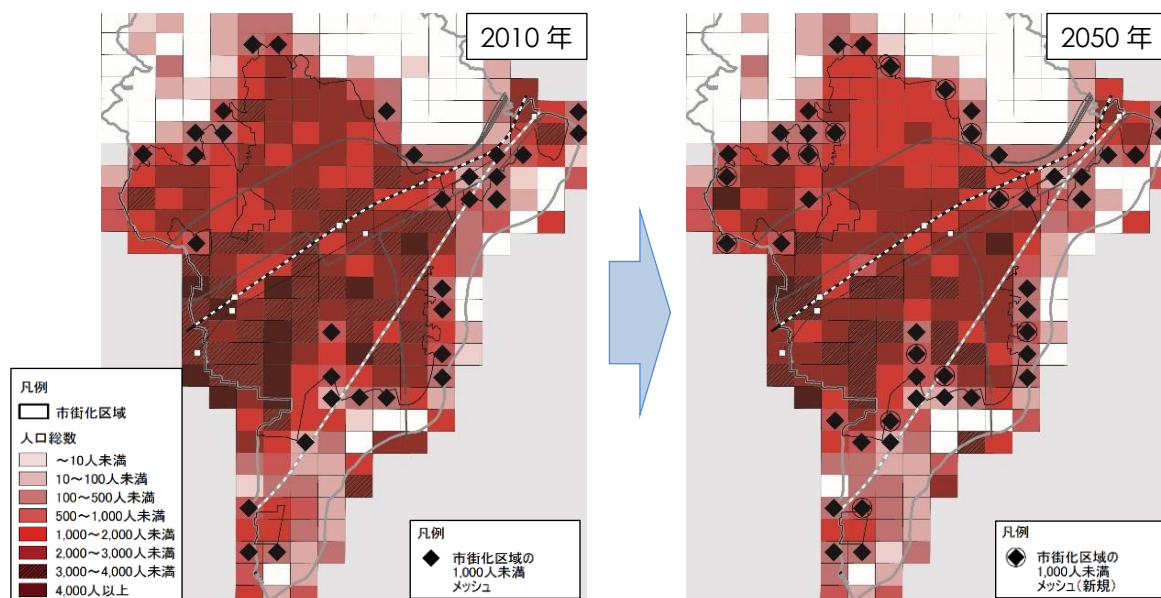 2010 年
2050 年
凡例
市街化区域
人口総数
～10人未満
10～100人未満
100～500人未満
500～1,000人未満
1,000～2,000人未満
2,000～3,000人未満
3,000～4,000人未満
4,000人以上
凡例
市街化区域の
1,000人未満
メッシュ
凡例
市街化区域の
1,000人未満
メッシュ(新規)